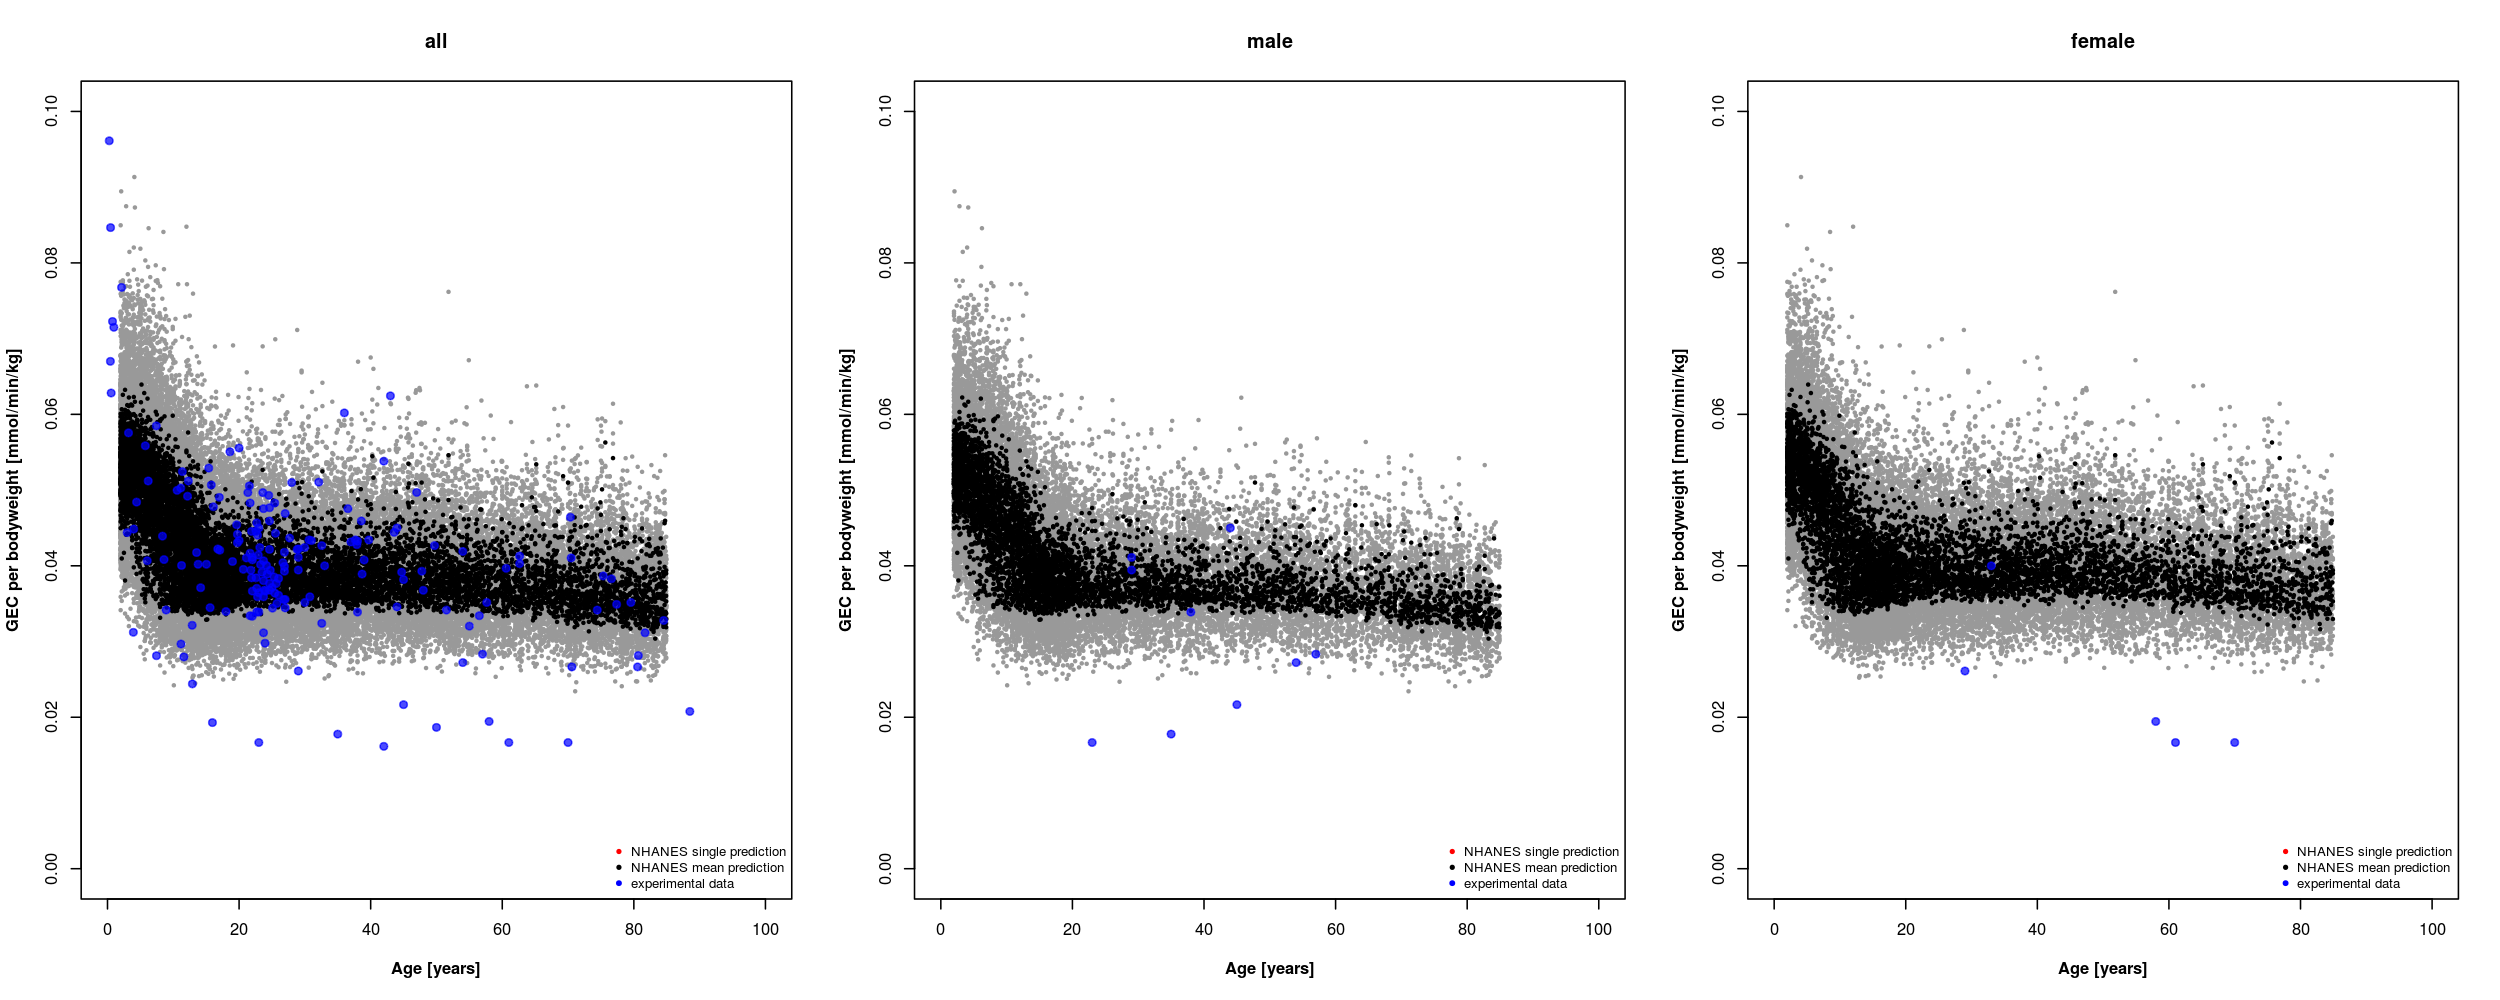 all
GEC per bodyweight [mmol/min/kg]
0.10
0.08
0.06
0.04
0.02
0.00
NHANES single prediction
NHANES mean prediction
experimental data
0 20 40 60 80 100
Age [years]
male
GEC per bodyweight [mmol/min/kg]
0.10
0.08
0.06
0.04
0.02
0.00
NHANES single prediction
NHANES mean prediction
experimental data
0 20 40 60 80 100
Age [years]
female
GEC per bodyweight [mmol/min/kg]
0.10
0.08
0.06
0.04
0.02
0.00
NHANES single prediction
NHANES mean prediction
experimental data
0 20 40 60 80 100
Age [years]